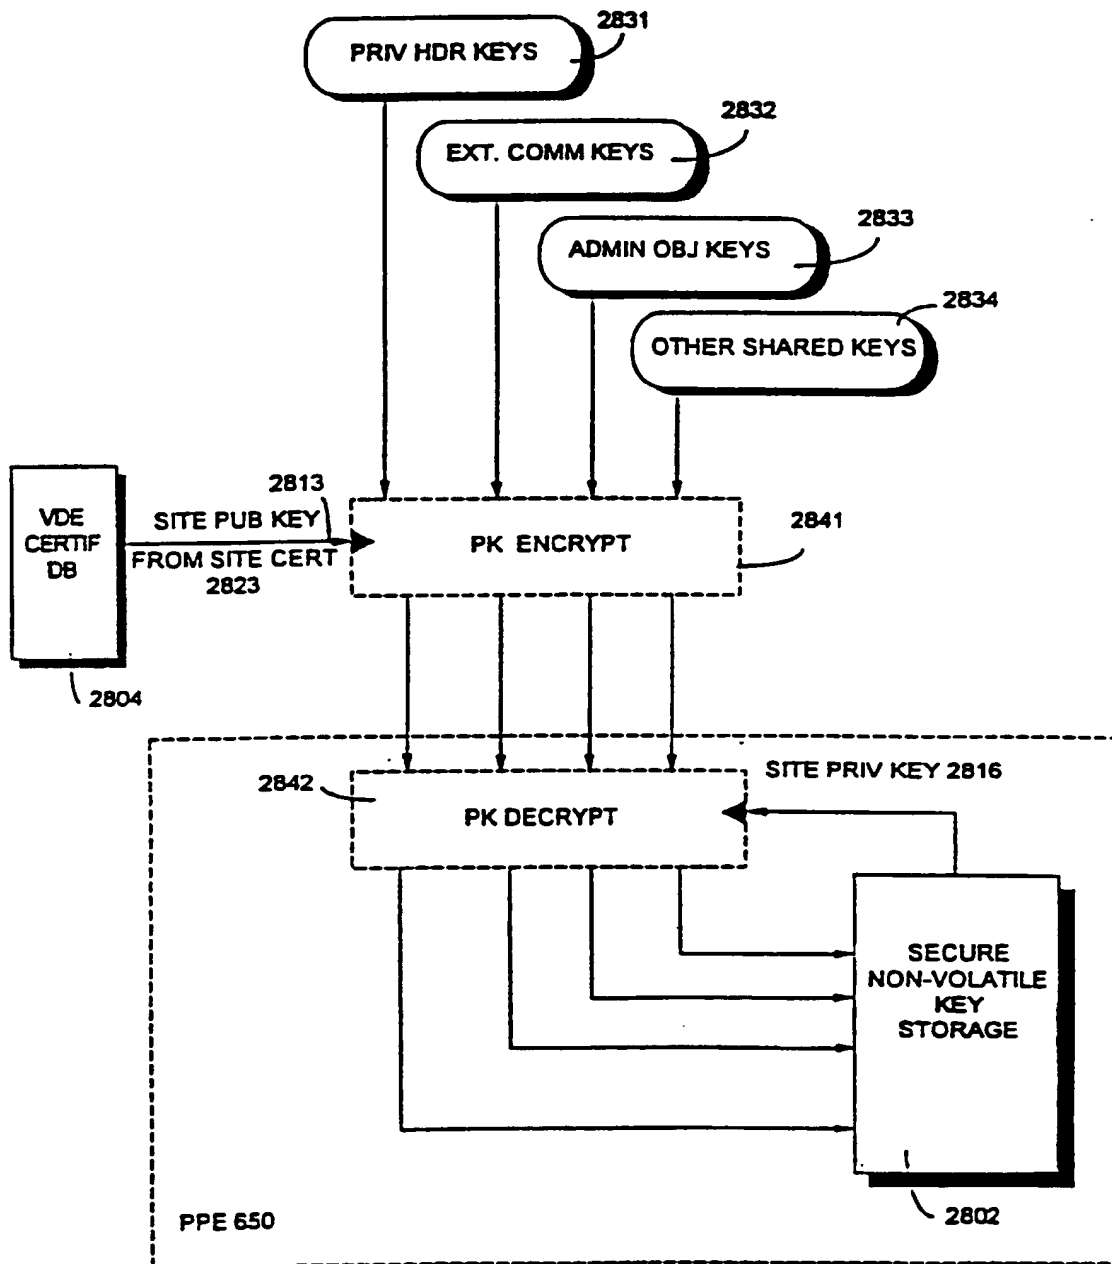 2831
PRIV HDR KEYS
2832
EXT. COMM KEYS
2833
ADMIN OBJ KEYS
2834
OTHER SHARED KEYS
2813
VDE
CERTIF
DB
SITE PUB KEY
FROM SITE CERT
2823
PK ENCRYPT
2841
2804
2842
PK DECRYPT
SITE PRIV KEY 2816
SECURE
NON-VOLATILE
KEY
STORAGE
PPE 650
2802